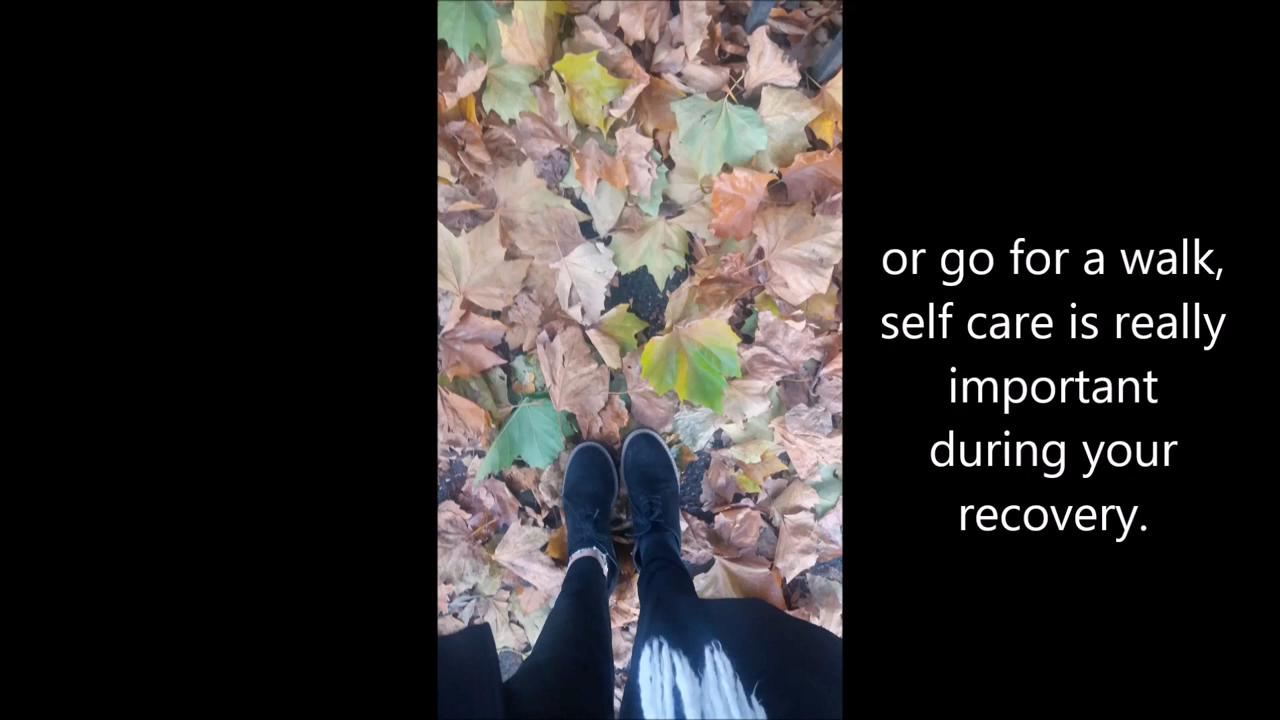 or go for a walk,
self care is really
important
during your
recovery.